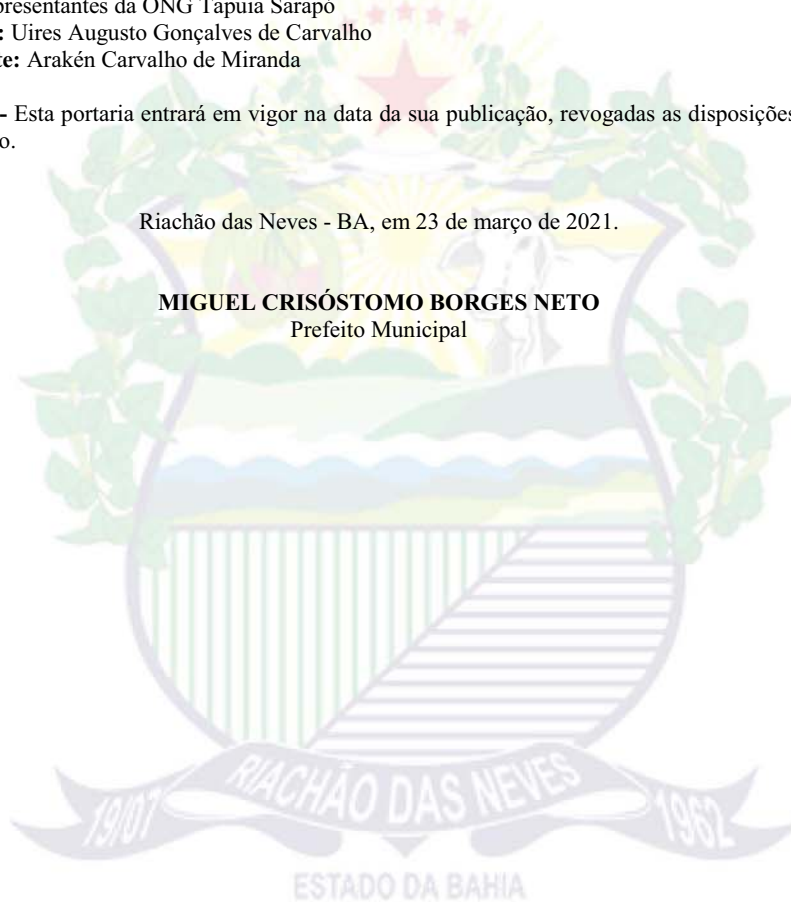 presentantes da ONG Tapuia Sarapó
: Uires Augusto Gonçalves de Carvalho
te: Arakén Carvalho de Miranda
- Esta portaria entrará em vigor na data da sua publicação, revogadas as disposições
o.
Riachão das Neves - BA, em 23 de março de 2021.
MIGUEL CRISÓSTOMO BORGES NETO
Prefeito Municipal
19/07 RIACHÃO DAS NEVES 1962
ESTADO DA BAHIA